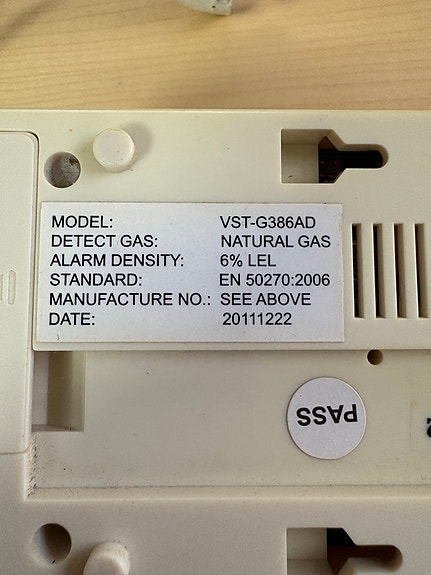 MODEL: VST-G386AD
DETECT GAS: NATURAL GAS
ALARM DENSITY: 6% LEL
STANDARD: EN 50270:2006
MANUFACTURE NO.: SEE ABOVE
DATE: 20111222
PASS